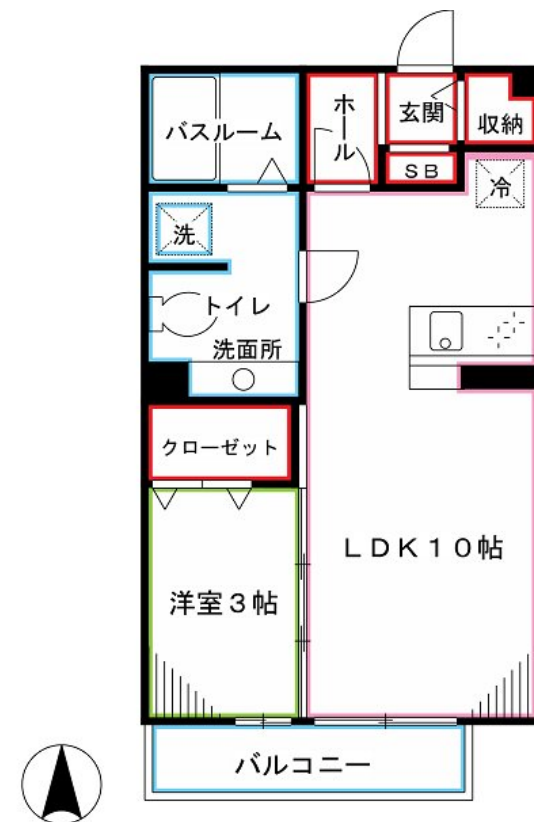 バスルーム
ホール
玄関
収納
ＳＢ
冷
洗
トイレ
洗面所
クローゼット
ＬＤＫ１０帖
洋室３帖
バルコニー